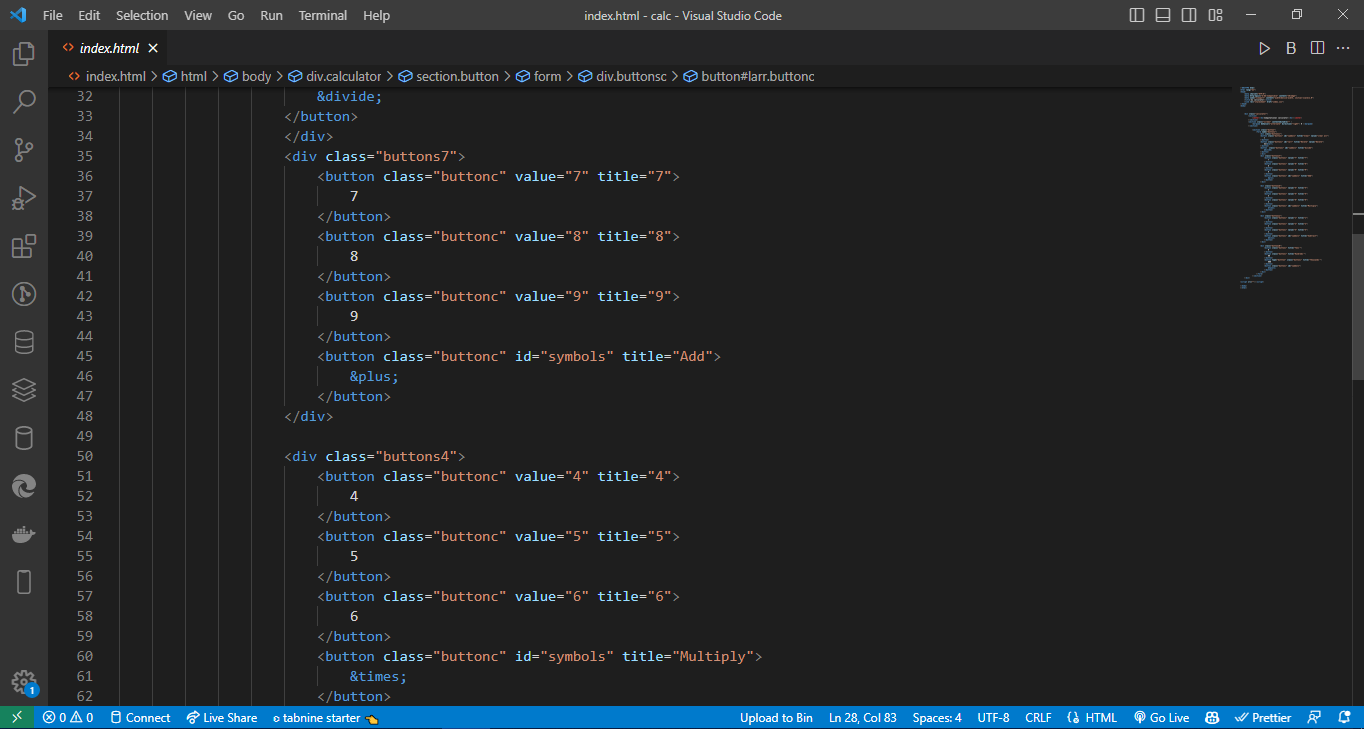 File Edit Selection View Go Run Terminal Help index.html - calc - Visual Studio Code
index.html
B
index.html > html > body > div.calculator > section.button > form > div.buttonsc > button#larr.buttonc
32 &divide;
33 </button>
34 </div>
35 <div class="buttons7">
36 <button class="buttonc" value="7" title="7">
37 7
38 </button>
39 <button class="buttonc" value="8" title="8">
40 8
41 </button>
42 <button class="buttonc" value="9" title="9">
43 9
44 </button>
45 <button class="buttonc" id="symbols" title="Add">
46 &plus;
47 </button>
48 </div>
49
50 <div class="buttons4">
51 <button class="buttonc" value="4" title="4">
52 4
53 </button>
54 <button class="buttonc" value="5" title="5">
55 5
56 </button>
57 <button class="buttonc" value="6" title="6">
58 6
59 </button>
60 <button class="buttonc" id="symbols" title="Multiply">
61 &times;
62 </button>
1
0 0 Connect Live Share tabnine starter Upload to Bin Ln 28, Col 83 Spaces: 4 UTF-8 CRLF HTML Go Live Prettier